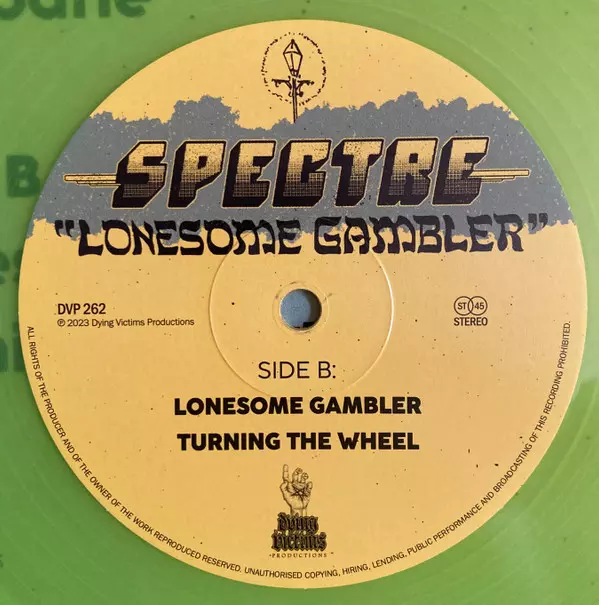 SPECTRE
"LONESOME GAMBLER"
DVP 262
℗ 2023 Dying Victims Productions
ST 45
STEREO
SIDE B:
LONESOME GAMBLER
TURNING THE WHEEL
dying
victims
•PRODUCTIONS•
ALL RIGHTS OF THE PRODUCER AND OF THE OWNER OF THE WORK REPRODUCED RESERVED. UNAUTHORISED COPYING, HIRING, LENDING, PUBLIC PERFORMANCE AND BROADCASTING OF THIS RECORDING PROHIBITED.